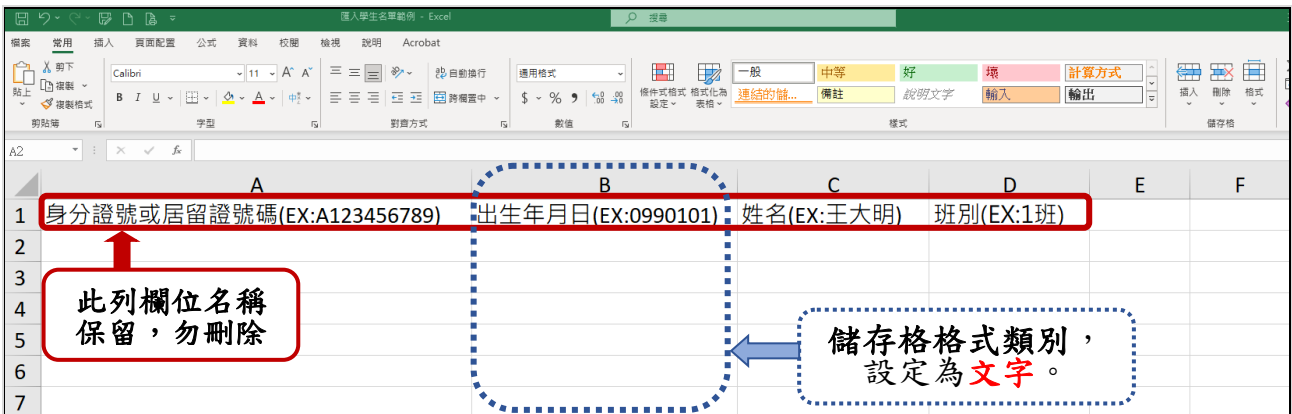 匯入學生名單範例 - Excel
搜尋
檔案 常用 插入 頁面配置 公式 資料 校閱 檢視 說明 Acrobat
剪下
複製
複製格式
貼上
剪貼簿
Calibri 11 A^ Aˇ
B I U A 中
字型
自動換行
跨欄置中
對齊方式
通用格式
$ % 9
數值
條件式格式設定
格式化為表格
一般 中等 好 壞 計算方式
連結的儲... 備註 說明文字 輸入 輸出
樣式
插入 刪除 格式
儲存格
A2 fx
A B C D E F
1 身分證號或居留證號碼(EX:A123456789) 出生年月日(EX:0990101) 姓名(EX:王大明) 班別(EX:1班)
2
3
4
5
6
7
此列欄位名稱
保留，勿刪除
儲存格格式類別，
設定為文字。